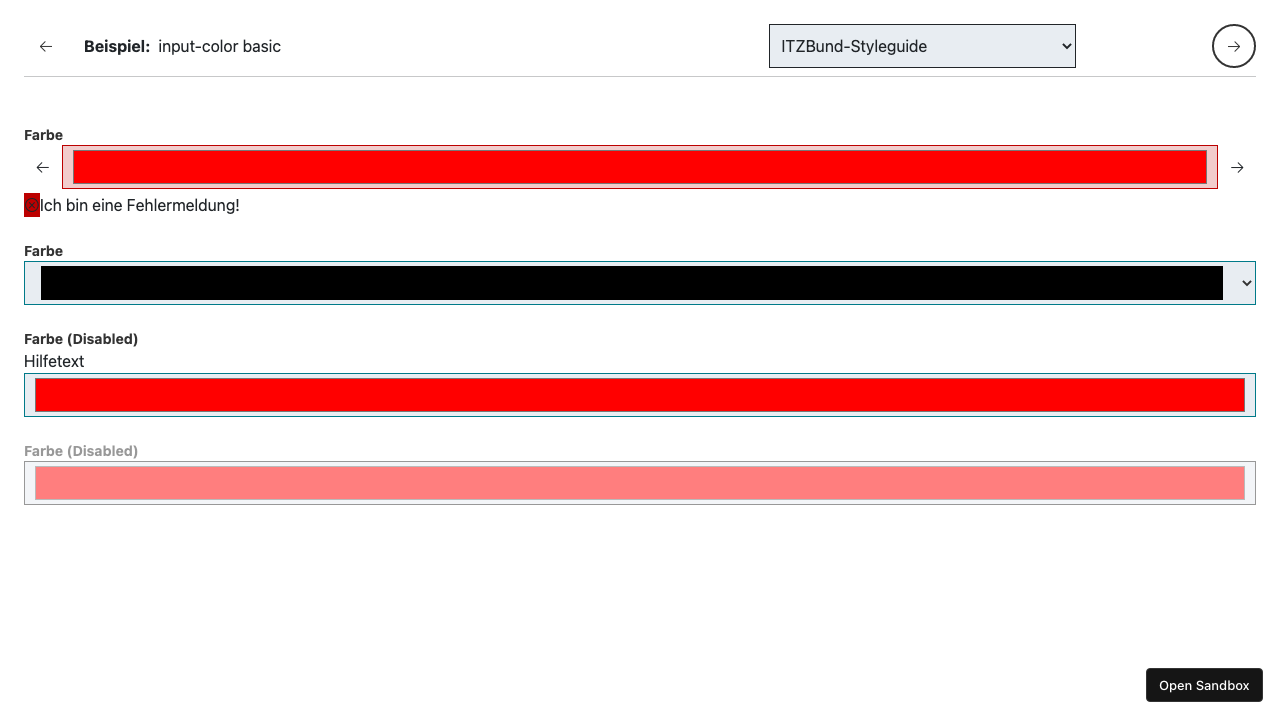 Beispiel: input-color basic
ITZBund-Styleguide
Farbe
Ich bin eine Fehlermeldung!
Farbe
Farbe (Disabled)
Hilfetext
Farbe (Disabled)
Open Sandbox